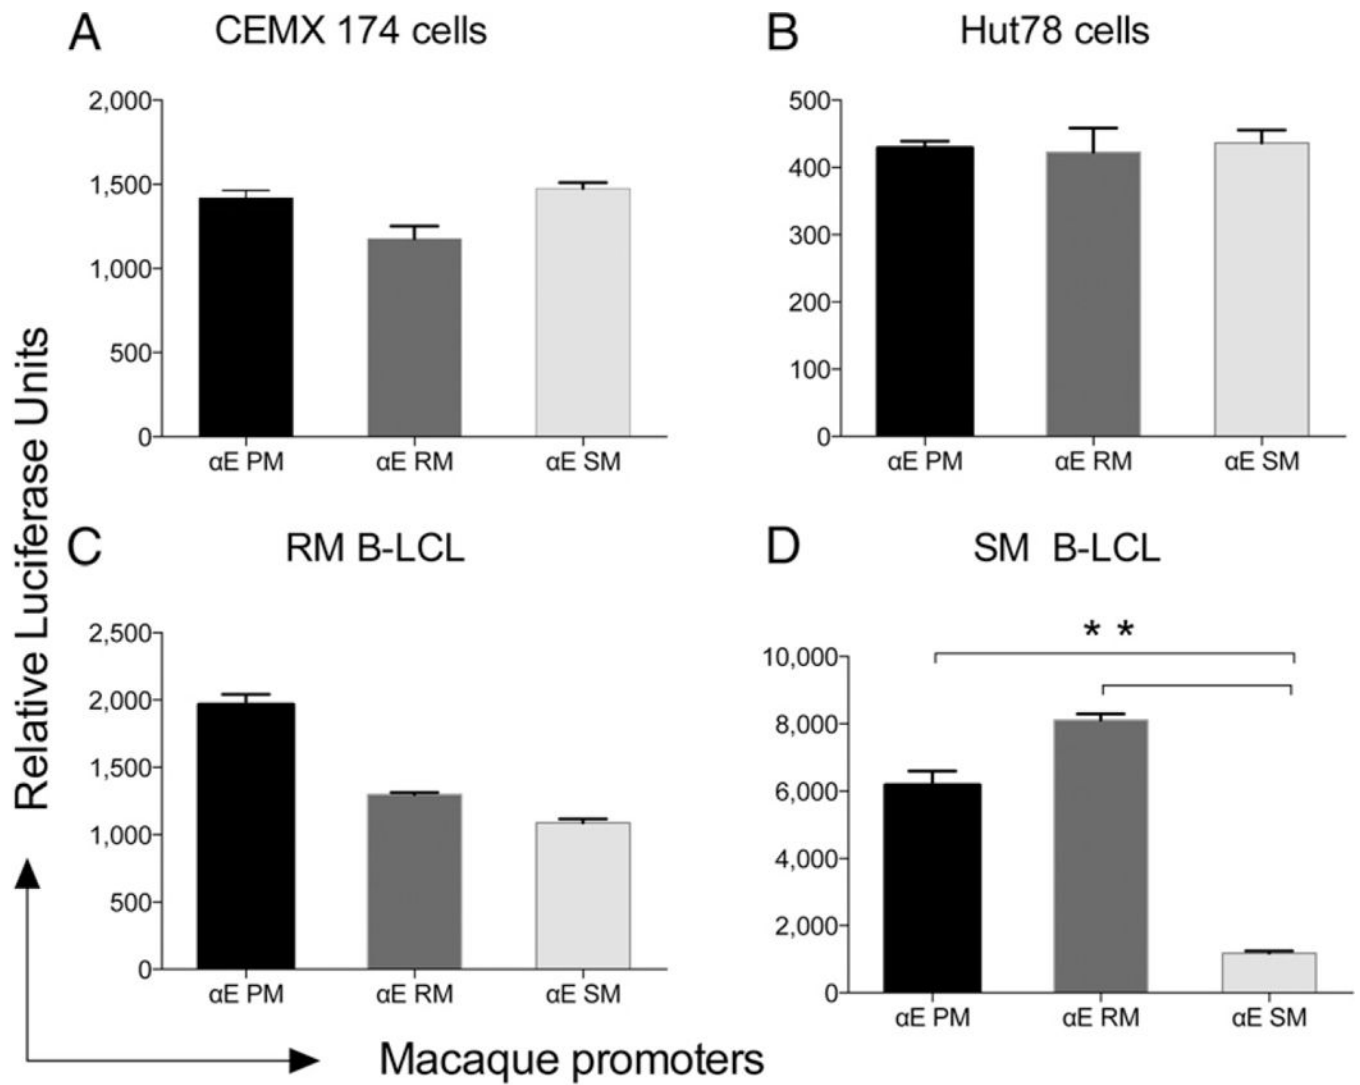 A CEMX 174 cells
2,000
1,500
1,000
500
0
αE PM αE RM αE SM
B Hut78 cells
500
400
300
200
100
0
αE PM αE RM αE SM
Relative Luciferase Units
C RM B-LCL
2,500
2,000
1,500
1,000
500
0
αE PM αE RM αE SM
D SM B-LCL
* *
10,000
8,000
6,000
4,000
2,000
0
αE PM αE RM αE SM
Macaque promoters